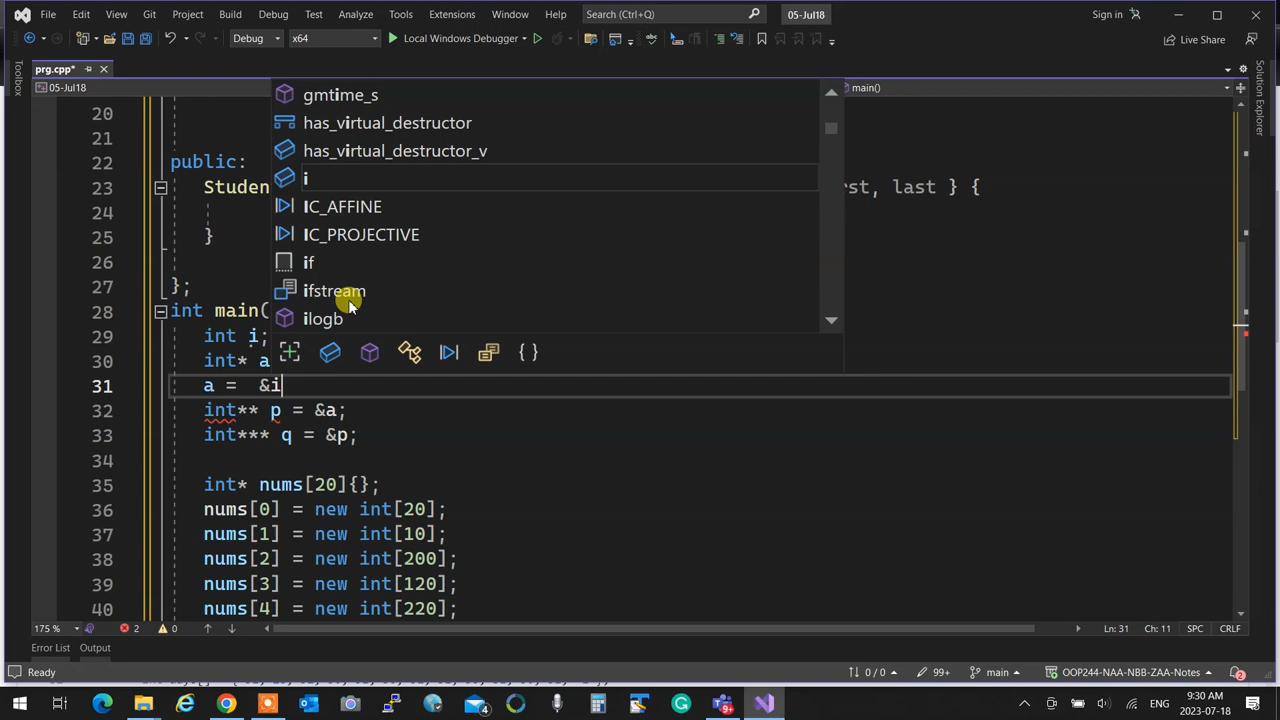 File Edit View Git Project Build Debug Test Analyze Tools Extensions Window Help Search (Ctrl+Q) 05-Jul18 Sign in
Debug x64 Local Windows Debugger Live Share
Toolbox
prg.cpp*
05-Jul18 main()
Solution Explorer
gmtime_s
has_virtual_destructor
has_virtual_destructor_v
i
IC_AFFINE
IC_PROJECTIVE
if
ifstream
ilogb
{ }
20
21
22 public:
23 Studen rst, last } {
24
25 }
26
27 };
28 int main(
29 int i;
30 int* a
31 a = &i
32 int** p = &a;
33 int*** q = &p;
34
35 int* nums[20]{};
36 nums[0] = new int[20];
37 nums[1] = new int[10];
38 nums[2] = new int[200];
39 nums[3] = new int[120];
40 nums[4] = new int[220];
175 % 2 0 Ln: 31 Ch: 11 SPC CRLF
Error List Output
Ready 0 / 0 99+ main OOP244-NAA-NBB-ZAA-Notes 2
4 9+ ENG 9:30 AM
2023-07-18